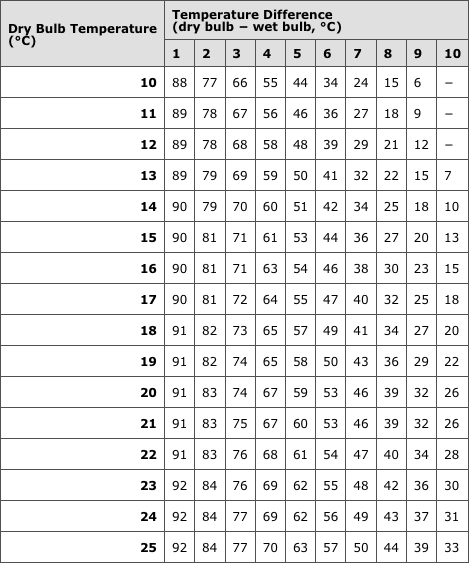 Dry Bulb Temperature
(°C)
Temperature Difference
(dry bulb − wet bulb, °C)
1 2 3 4 5 6 7 8 9 10
10 88 77 66 55 44 34 24 15 6 −
11 89 78 67 56 46 36 27 18 9 −
12 89 78 68 58 48 39 29 21 12 −
13 89 79 69 59 50 41 32 22 15 7
14 90 79 70 60 51 42 34 25 18 10
15 90 81 71 61 53 44 36 27 20 13
16 90 81 71 63 54 46 38 30 23 15
17 90 81 72 64 55 47 40 32 25 18
18 91 82 73 65 57 49 41 34 27 20
19 91 82 74 65 58 50 43 36 29 22
20 91 83 74 67 59 53 46 39 32 26
21 91 83 75 67 60 53 46 39 32 26
22 91 83 76 68 61 54 47 40 34 28
23 92 84 76 69 62 55 48 42 36 30
24 92 84 77 69 62 56 49 43 37 31
25 92 84 77 70 63 57 50 44 39 33